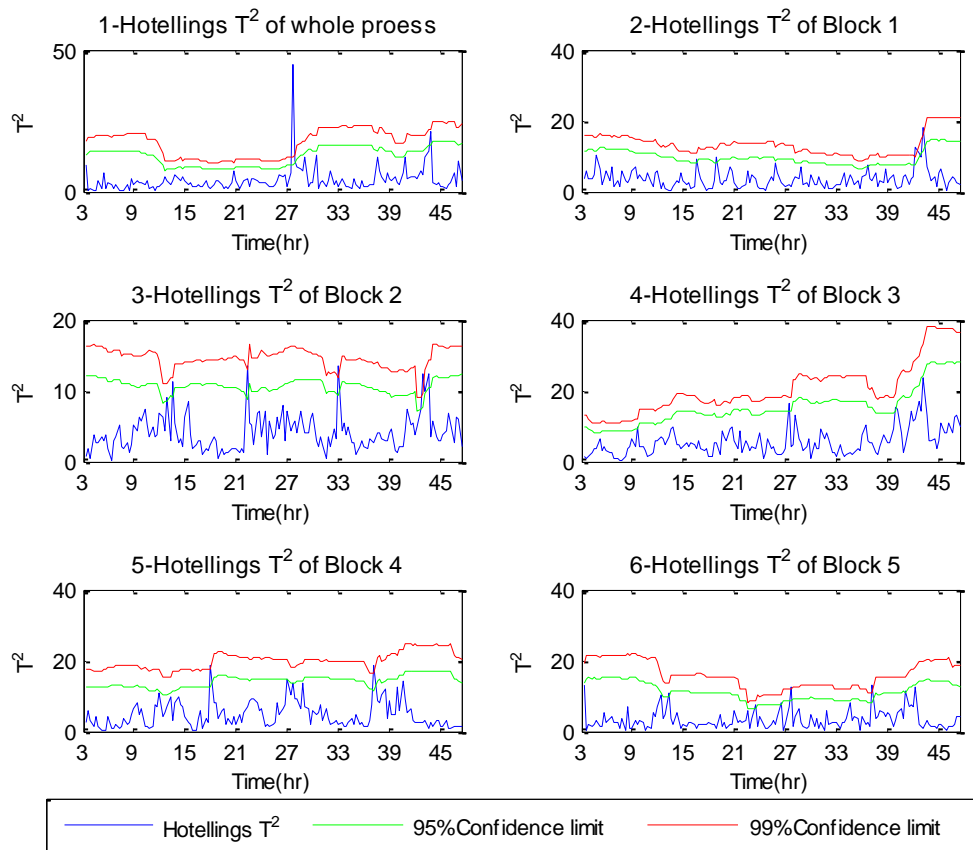 1-Hotellings T² of whole proess
2-Hotellings T² of Block 1
50
T²
0
3 9 15 21 27 33 39 45
Time(hr)
40
20
T²
0
3 9 15 21 27 33 39 45
Time(hr)
3-Hotellings T² of Block 2
4-Hotellings T² of Block 3
20
10
T²
0
3 9 15 21 27 33 39 45
Time(hr)
40
20
T²
0
3 9 15 21 27 33 39 45
Time(hr)
5-Hotellings T² of Block 4
6-Hotellings T² of Block 5
40
20
T²
0
3 9 15 21 27 33 39 45
Time(hr)
40
20
T²
0
3 9 15 21 27 33 39 45
Time(hr)
Hotellings T² 95%Confidence limit 99%Confidence limit